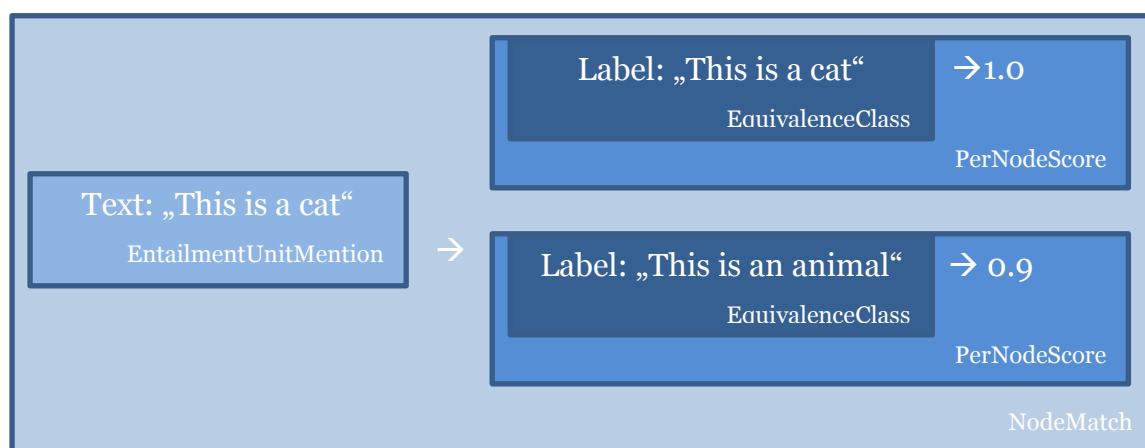 Label: „This is a cat“ →1.0
EquivalenceClass
PerNodeScore
Text: „This is a cat“
EntailmentUnitMention
→
Label: „This is an animal“ → 0.9
EquivalenceClass
PerNodeScore
NodeMatch